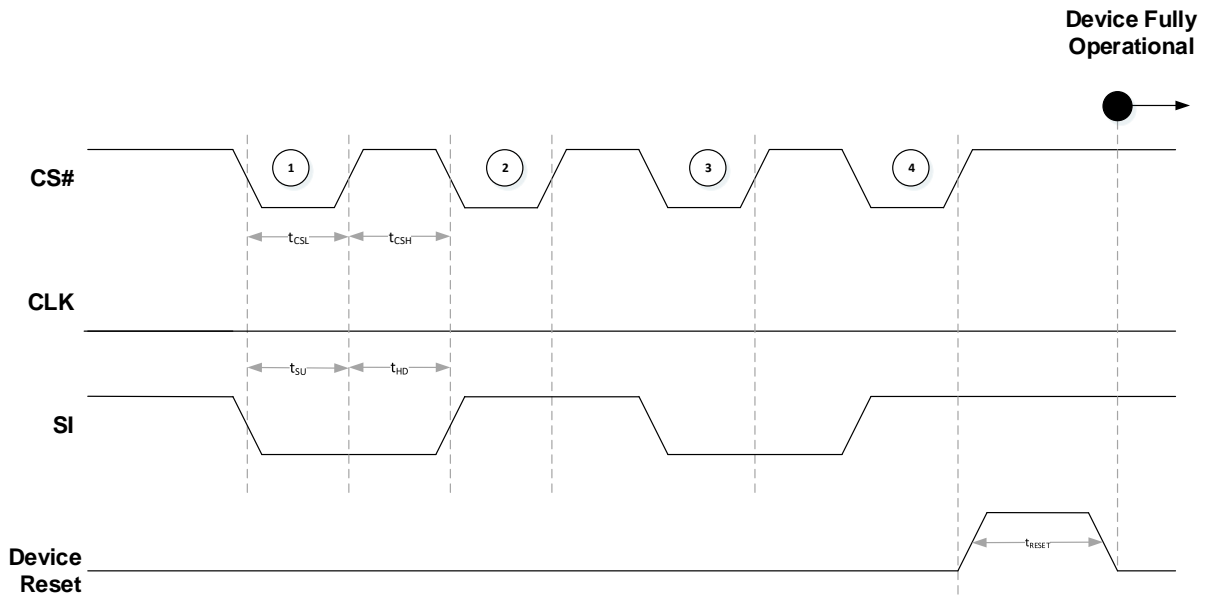 Device Fully
Operational
CS#
1
2
3
4
tCSL
tCSH
CLK
tSU
tHD
SI
Device
Reset
tRESET